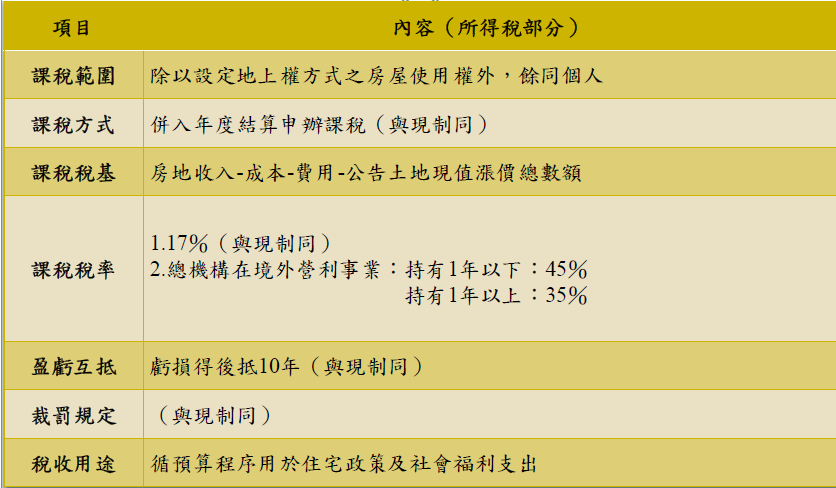 項目 內容（所得稅部分）
課稅範圍 除以設定地上權方式之房屋使用權外，餘同個人
課稅方式 併入年度結算申辦課稅（與現制同）
課稅稅基 房地收入-成本-費用-公告土地現值漲價總數額
課稅稅率 1.17％（與現制同）
2.總機構在境外營利事業：持有1年以下：45％
持有1年以上：35％
盈虧互抵 虧損得後抵10年（與現制同）
裁罰規定 （與現制同）
稅收用途 循預算程序用於住宅政策及社會福利支出